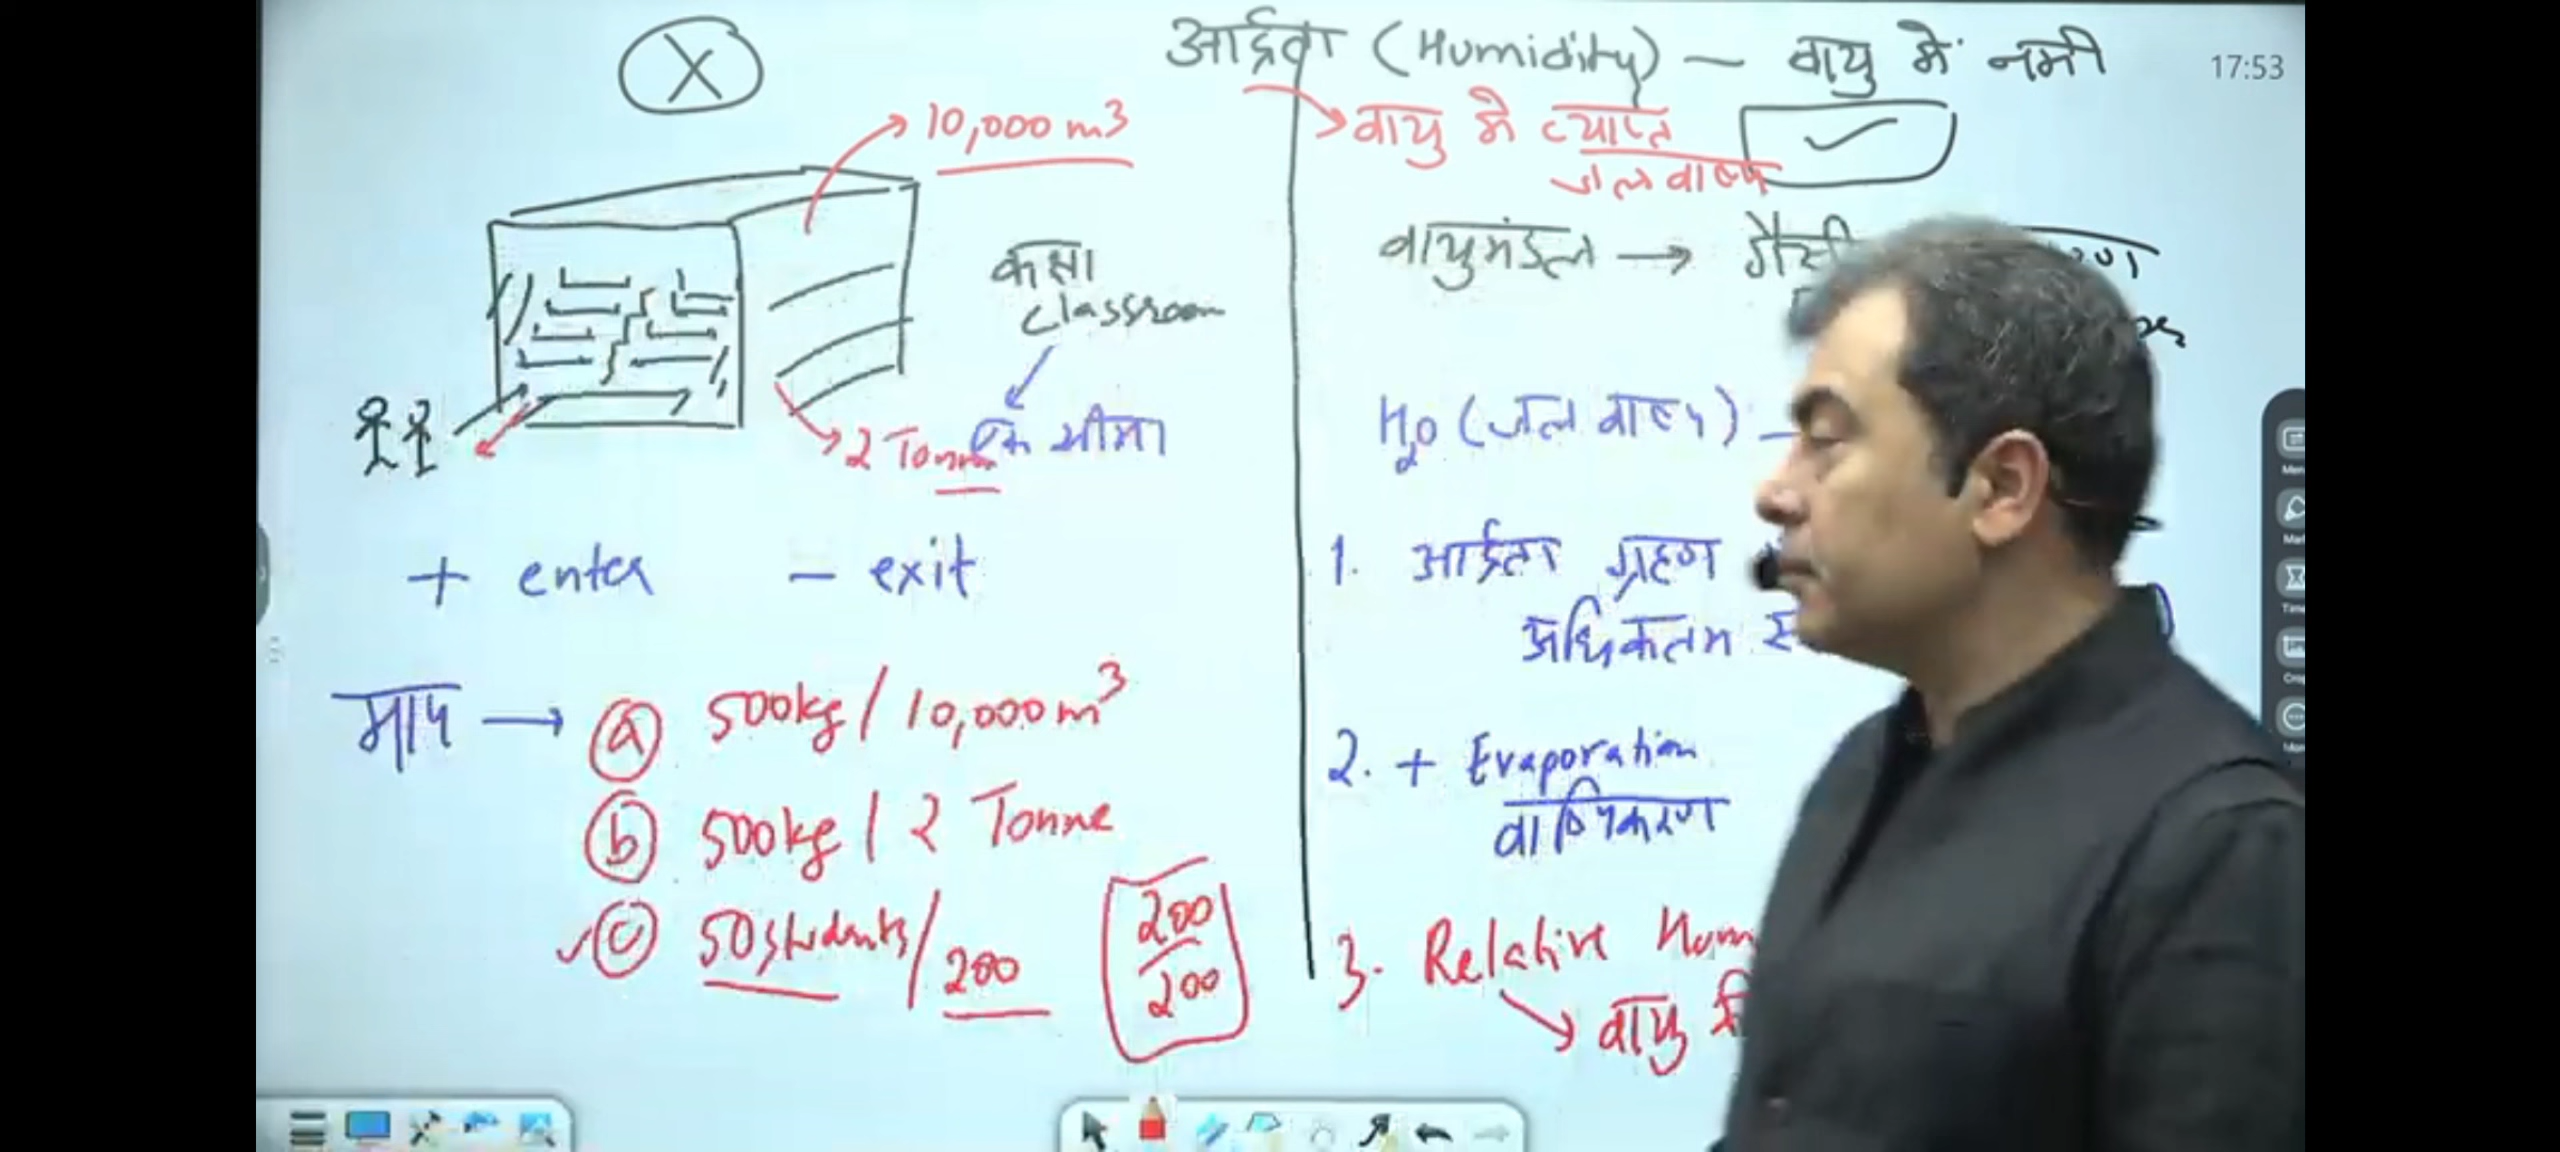 X
10,000 m3
कक्षा
classroom
2 Tonne
एक सीमा
+ enter - exit
माप → a 500kg / 10,000 m³
b 500kg / 2 Tonne
c 50 students / 200
200
200
आर्द्रता (Humidity) - वायु में नमी
→ वायु में व्याप्त
जलवाष्प
वायुमंडल →
H₂O (जल वाष्प) -
1. आर्द्रता ग्रहण
अधिकतम
2. + Evaporation
वाष्पिकरण
3. Relative
वायु
17:53